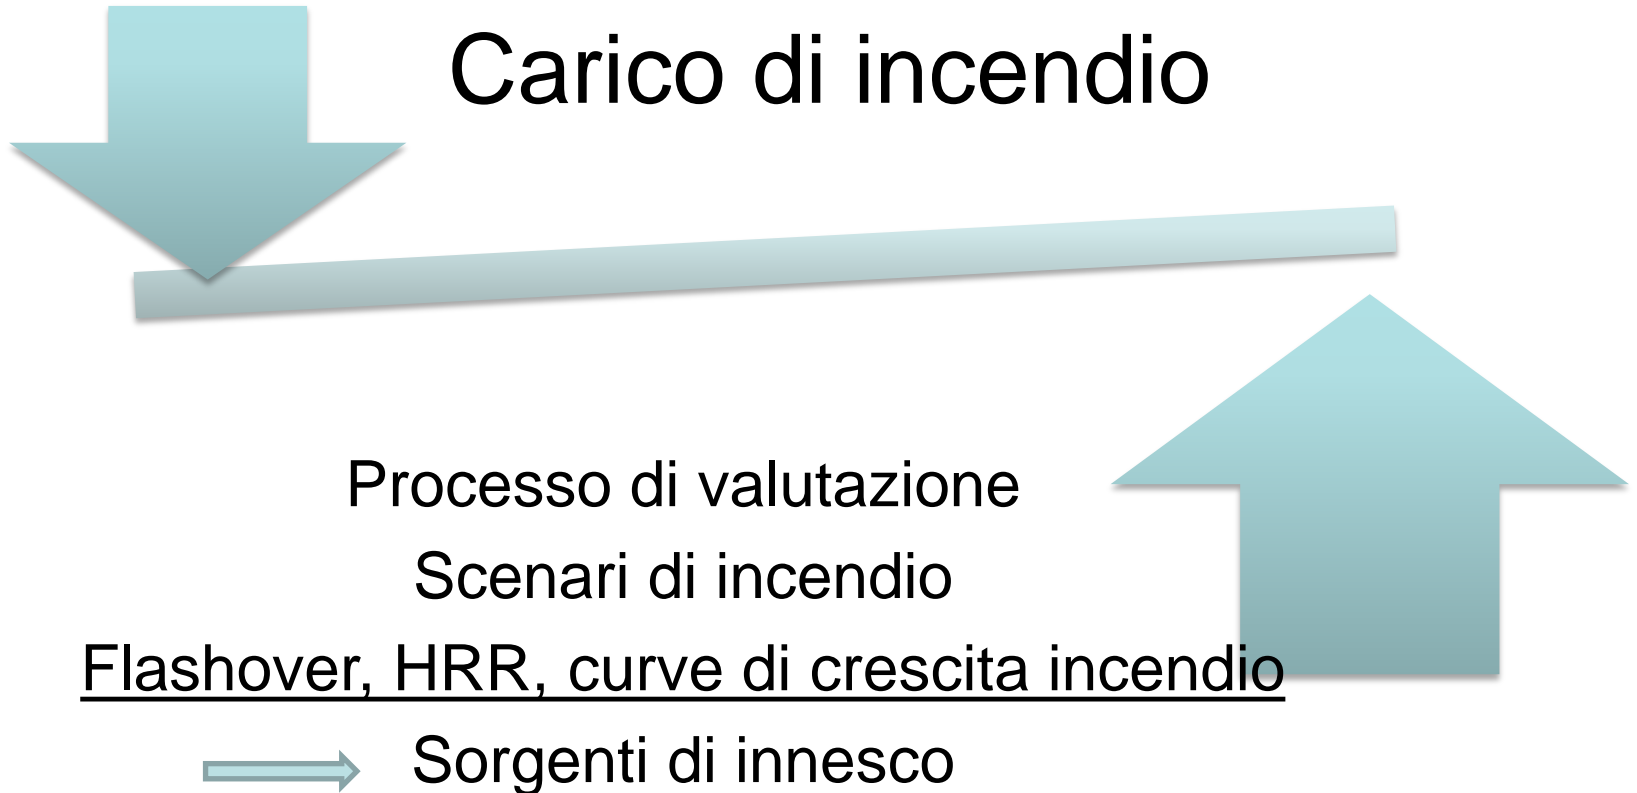 Carico di incendio
Processo di valutazione
Scenari di incendio
Flashover, HRR, curve di crescita incendio
Sorgenti di innesco